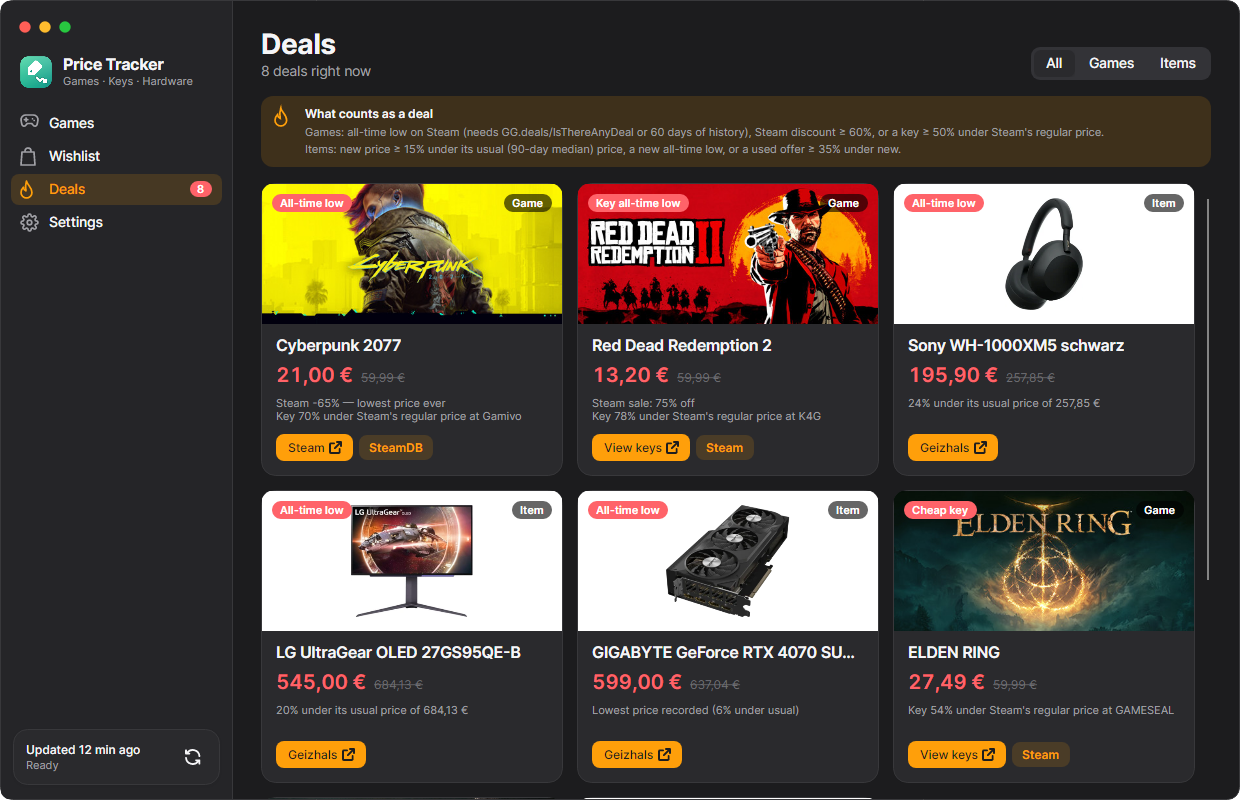 Price Tracker
Games · Keys · Hardware
Games
Wishlist
Deals
8
Settings
Updated 12 min ago
Ready
Deals
8 deals right now
All
Games
Items
What counts as a deal
Games: all-time low on Steam (needs GG.deals/IsThereAnyDeal or 60 days of history), Steam discount ≥ 60%, or a key ≥ 50% under Steam's regular price.
Items: new price ≥ 15% under its usual (90-day median) price, a new all-time low, or a used offer ≥ 35% under new.
All-time low
Game
CYBERPUNK
Cyberpunk 2077
21,00 € 59,99 €
Steam -65% — lowest price ever
Key 70% under Steam's regular price at Gamivo
Steam
SteamDB
Key all-time low
Game
RED DEAD
REDEMPTION II
Red Dead Redemption 2
13,20 € 59,99 €
Steam sale: 75% off
Key 78% under Steam's regular price at K4G
View keys
Steam
All-time low
Item
Sony WH-1000XM5 schwarz
195,90 € 257,85 €
24% under its usual price of 257,85 €
Geizhals
All-time low
Item
LG UltraGear OLED
LG UltraGear OLED 27GS95QE-B
545,00 € 684,13 €
20% under its usual price of 684,13 €
Geizhals
All-time low
Item
GIGABYTE GeForce RTX 4070 SU...
599,00 € 637,04 €
Lowest price recorded (6% under usual)
Geizhals
Cheap key
Game
ELDEN RING
ELDEN RING
27,49 € 59,99 €
Key 54% under Steam's regular price at GAMESEAL
View keys
Steam